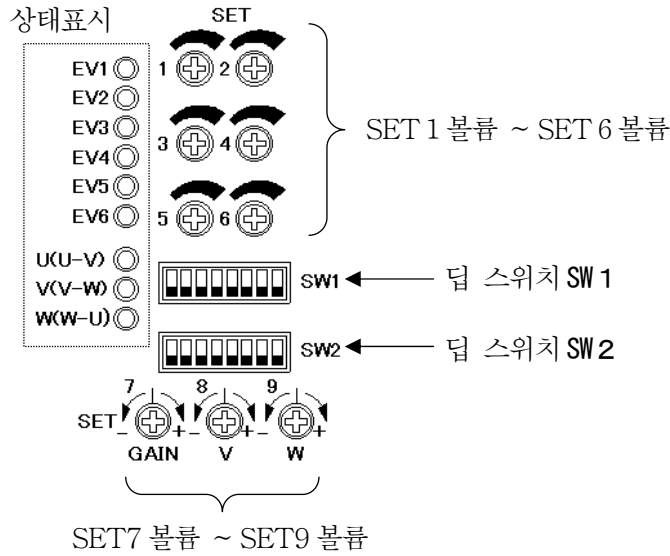 상태표시
SET
EV1
1
2
EV2
EV3
3
4
EV4
EV5
EV6
5
6
SET 1 볼륨 ~ SET 6 볼륨
U(U-V)
V(V-W)
W(W-U)
SW1
딥 스위치 SW 1
SW2
딥 스위치 SW 2
7 8 9
SET - + - + - +
GAIN V W
SET7 볼륨 ~ SET9 볼륨